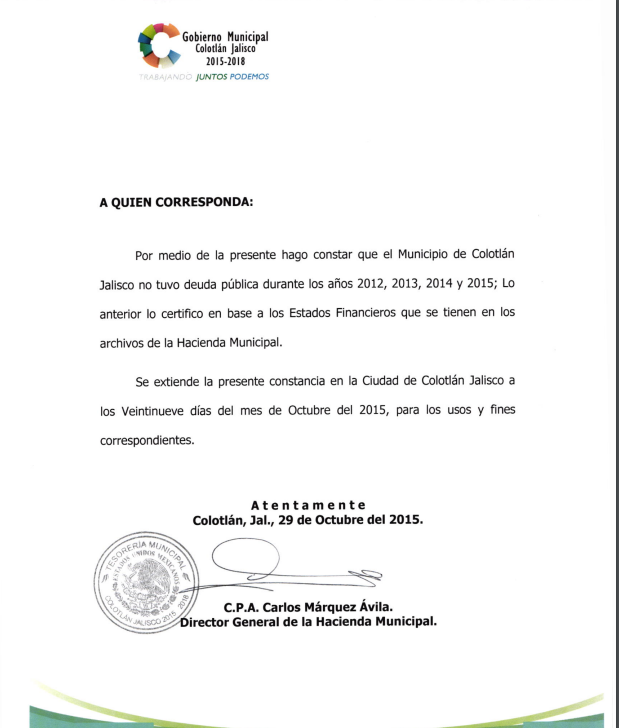 Gobierno Municipal
Colotlán Jalisco
2015-2018
TRABAJANDO JUNTOS PODEMOS
A QUIEN CORRESPONDA:
Por medio de la presente hago constar que el Municipio de Colotlán
Jalisco no tuvo deuda pública durante los años 2012, 2013, 2014 y 2015; Lo
anterior lo certifico en base a los Estados Financieros que se tienen en los
archivos de la Hacienda Municipal.
Se extiende la presente constancia en la Ciudad de Colotlán Jalisco a
los Veintinueve días del mes de Octubre del 2015, para los usos y fines
correspondientes.
Atentamente
Colotlán, Jal., 29 de Octubre del 2015.
TESORERÍA MUNICIPAL
ESTADOS UNIDOS MEXICANOS
COLOTLAN JALISCO 2015 2018
C.P.A. Carlos Márquez Ávila.
Director General de la Hacienda Municipal.